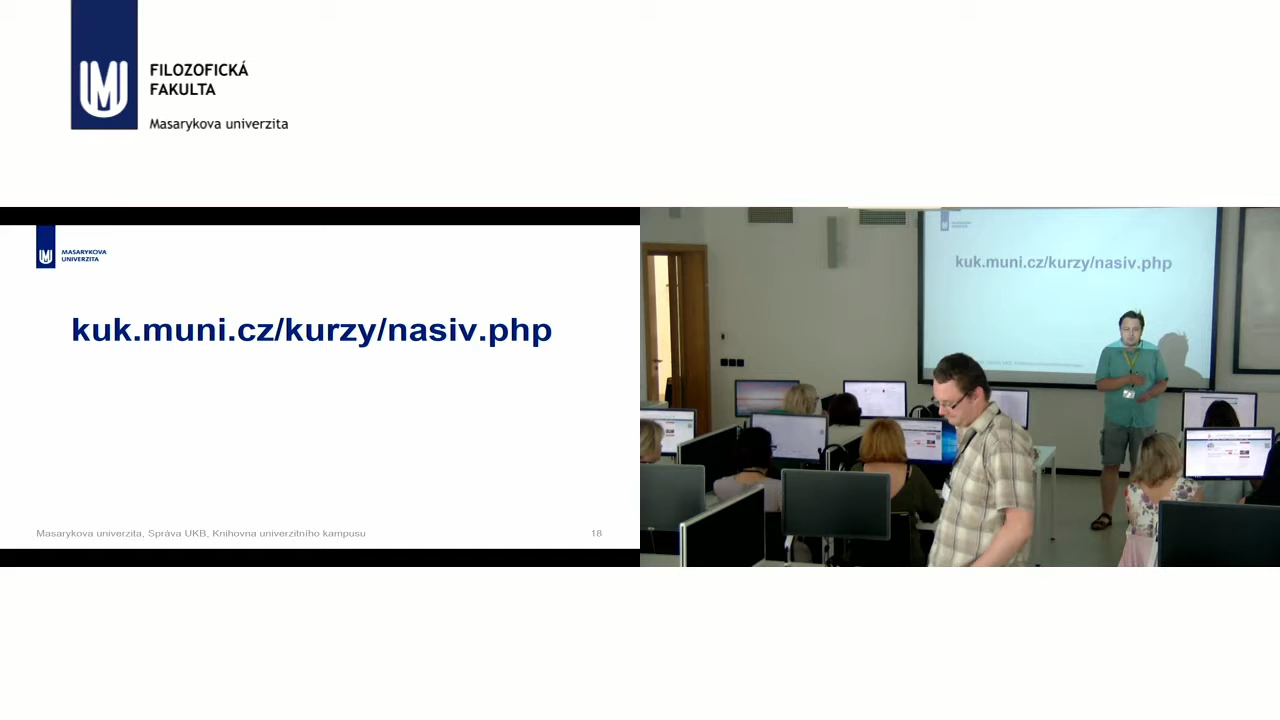 FILOZOFICKÁ
FAKULTA
Masarykova univerzita
MASARYKOVA
UNIVERZITA
kuk.muni.cz/kurzy/nasiv.php
Masarykova univerzita, Správa UKB, Knihovna univerzitního kampusu
18
kuk.muni.cz/kurzy/nasiv.php